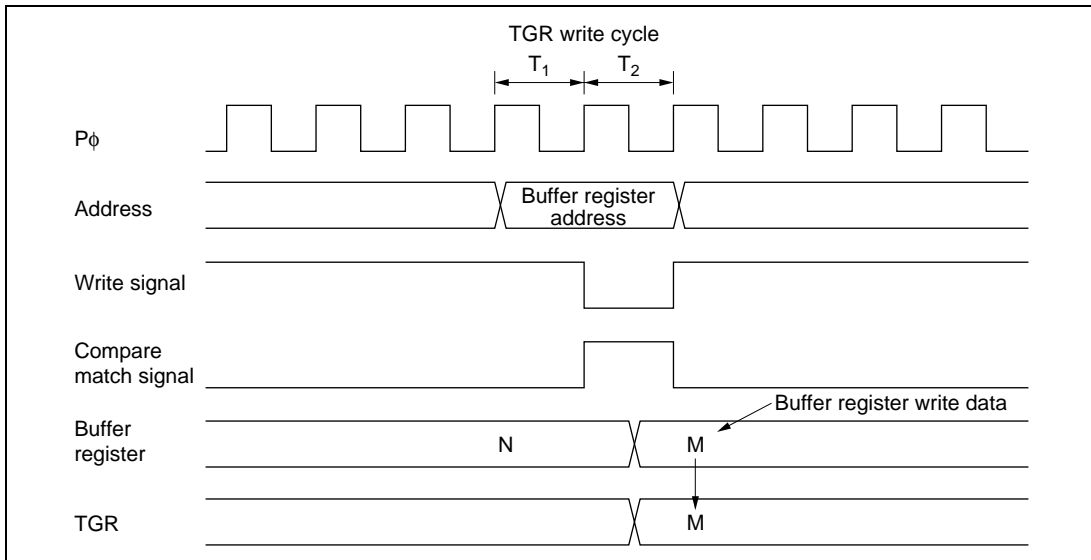 TGR write cycle
T1 T2
Pϕ
Address
Buffer register
address
Write signal
Compare
match signal
Buffer register write data
Buffer
register
N
M
TGR
M